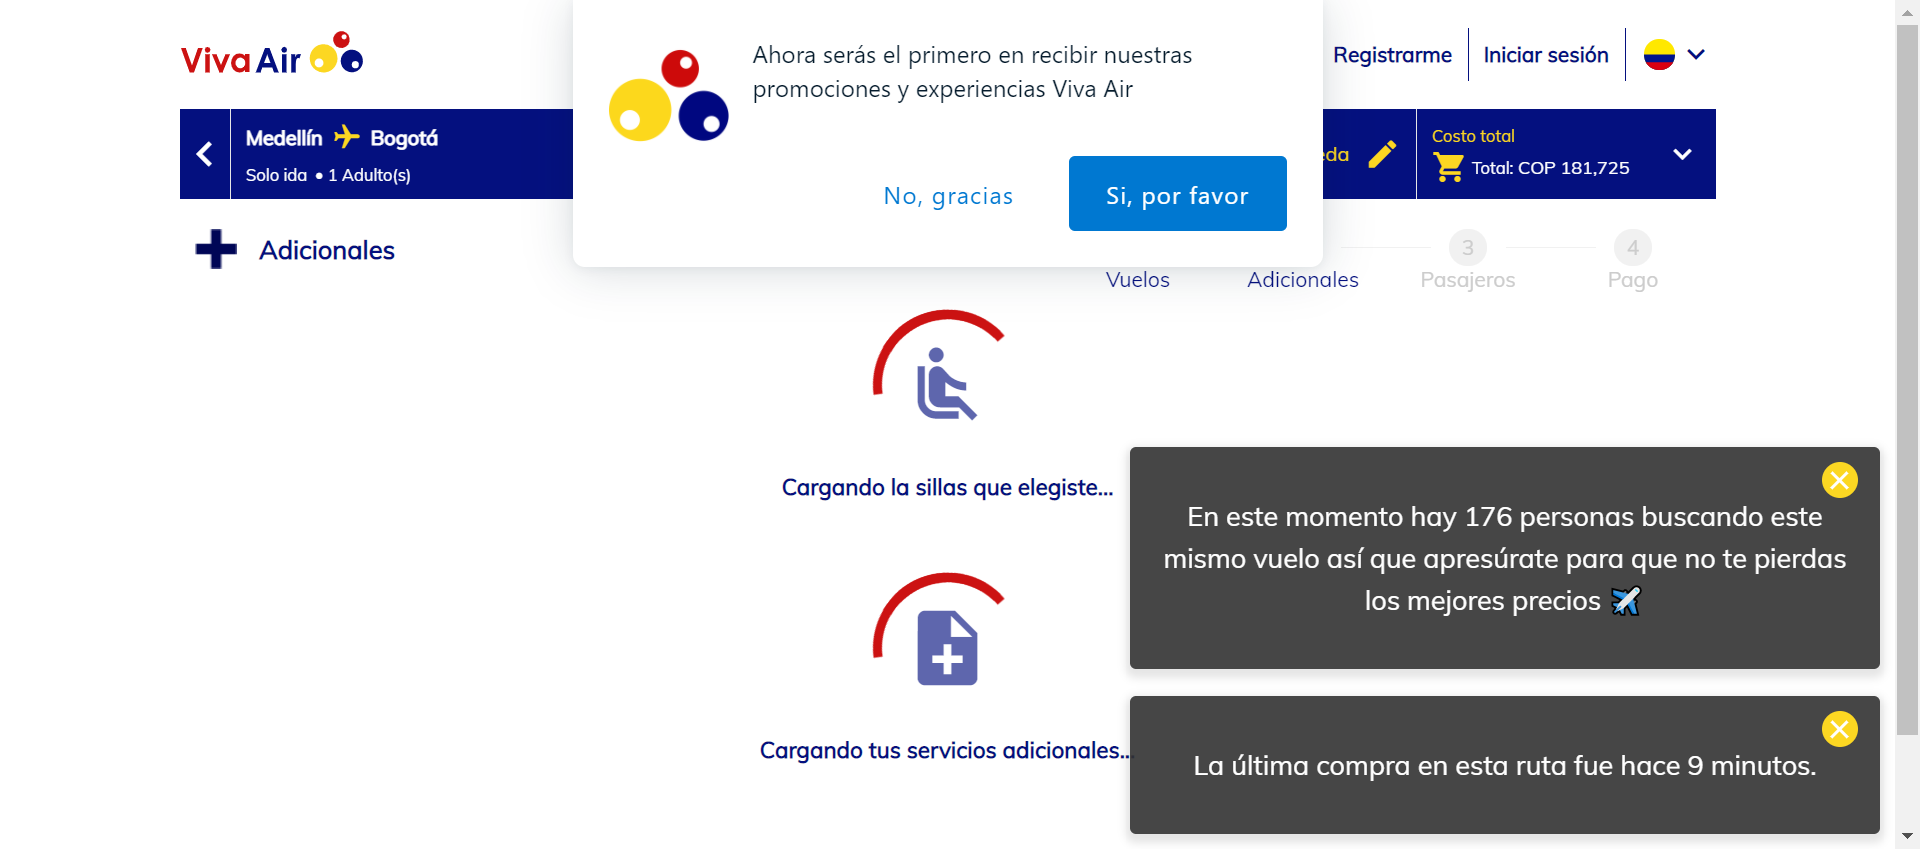 Viva Air
Ahora serás el primero en recibir nuestras
promociones y experiencias Viva Air
No, gracias
Si, por favor
Registrarme
Iniciar sesión
Medellín Bogotá
Solo ida • 1 Adulto(s)
Costo total
Total: COP 181,725
Adicionales
3
4
Vuelos
Adicionales
Pasajeros
Pago
Cargando la sillas que elegiste...
En este momento hay 176 personas buscando este
mismo vuelo así que apresúrate para que no te pierdas
los mejores precios ✈️
Cargando tus servicios adicionales...
La última compra en esta ruta fue hace 9 minutos.